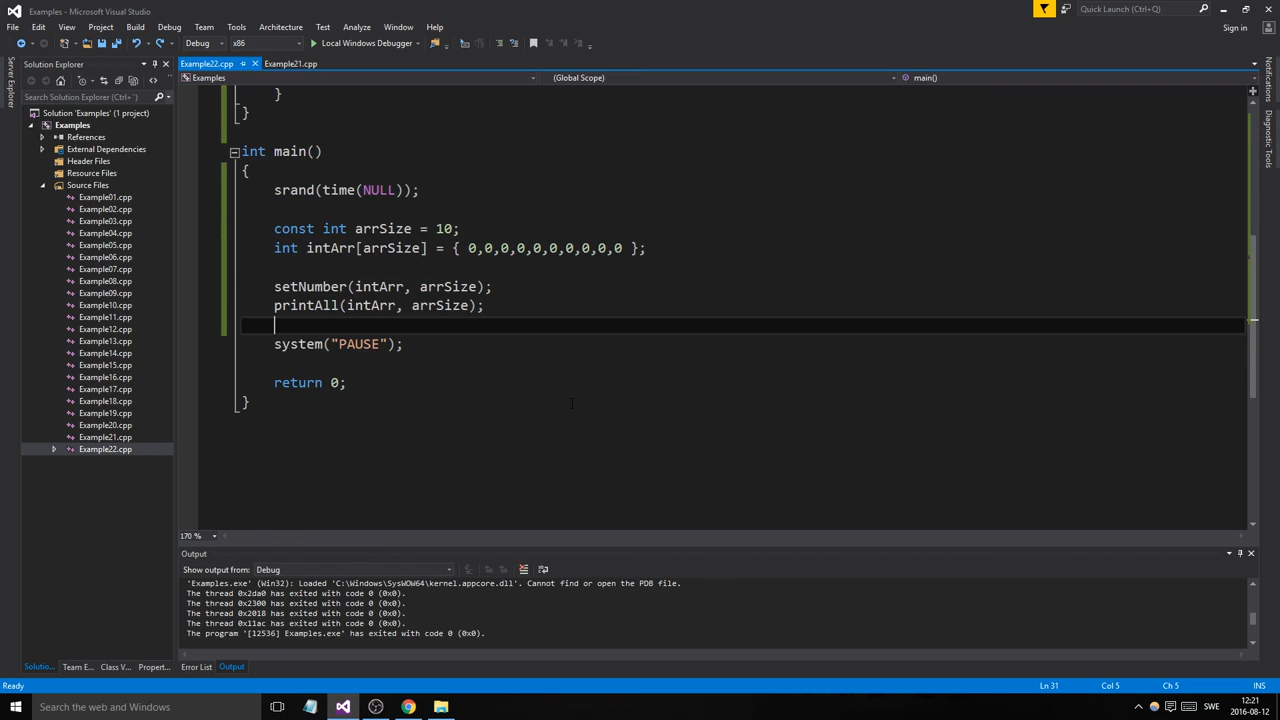 Examples - Microsoft Visual Studio
Quick Launch (Ctrl+Q)
File Edit View Project Build Debug Team Tools Architecture Test Analyze Window Help
Sign in
Debug x86 Local Windows Debugger
Server Explorer
Solution Explorer
Search Solution Explorer (Ctrl+¨)
Solution 'Examples' (1 project)
Examples
References
External Dependencies
Header Files
Resource Files
Source Files
Example01.cpp
Example02.cpp
Example03.cpp
Example04.cpp
Example05.cpp
Example06.cpp
Example07.cpp
Example08.cpp
Example09.cpp
Example10.cpp
Example11.cpp
Example12.cpp
Example13.cpp
Example14.cpp
Example15.cpp
Example16.cpp
Example17.cpp
Example18.cpp
Example19.cpp
Example20.cpp
Example21.cpp
Example22.cpp
Soluti... Team E... Class V... Propert...
Example22.cpp Example21.cpp
Examples (Global Scope) main()
}
}
int main()
{
srand(time(NULL));
const int arrSize = 10;
int intArr[arrSize] = { 0,0,0,0,0,0,0,0,0,0 };
setNumber(intArr, arrSize);
printAll(intArr, arrSize);
system("PAUSE");
return 0;
}
170 %
Output
Show output from: Debug
'Examples.exe' (Win32): Loaded 'C:\Windows\SysWOW64\kernel.appcore.dll'. Cannot find or open the PDB file.
The thread 0x2da0 has exited with code 0 (0x0).
The thread 0x2300 has exited with code 0 (0x0).
The thread 0x2018 has exited with code 0 (0x0).
The thread 0x11ac has exited with code 0 (0x0).
The program '[12536] Examples.exe' has exited with code 0 (0x0).
Error List Output
Notifications
Diagnostic Tools
Ready Ln 31 Col 5 Ch 5 INS
Search the web and Windows
SWE
12:21
2016-08-12